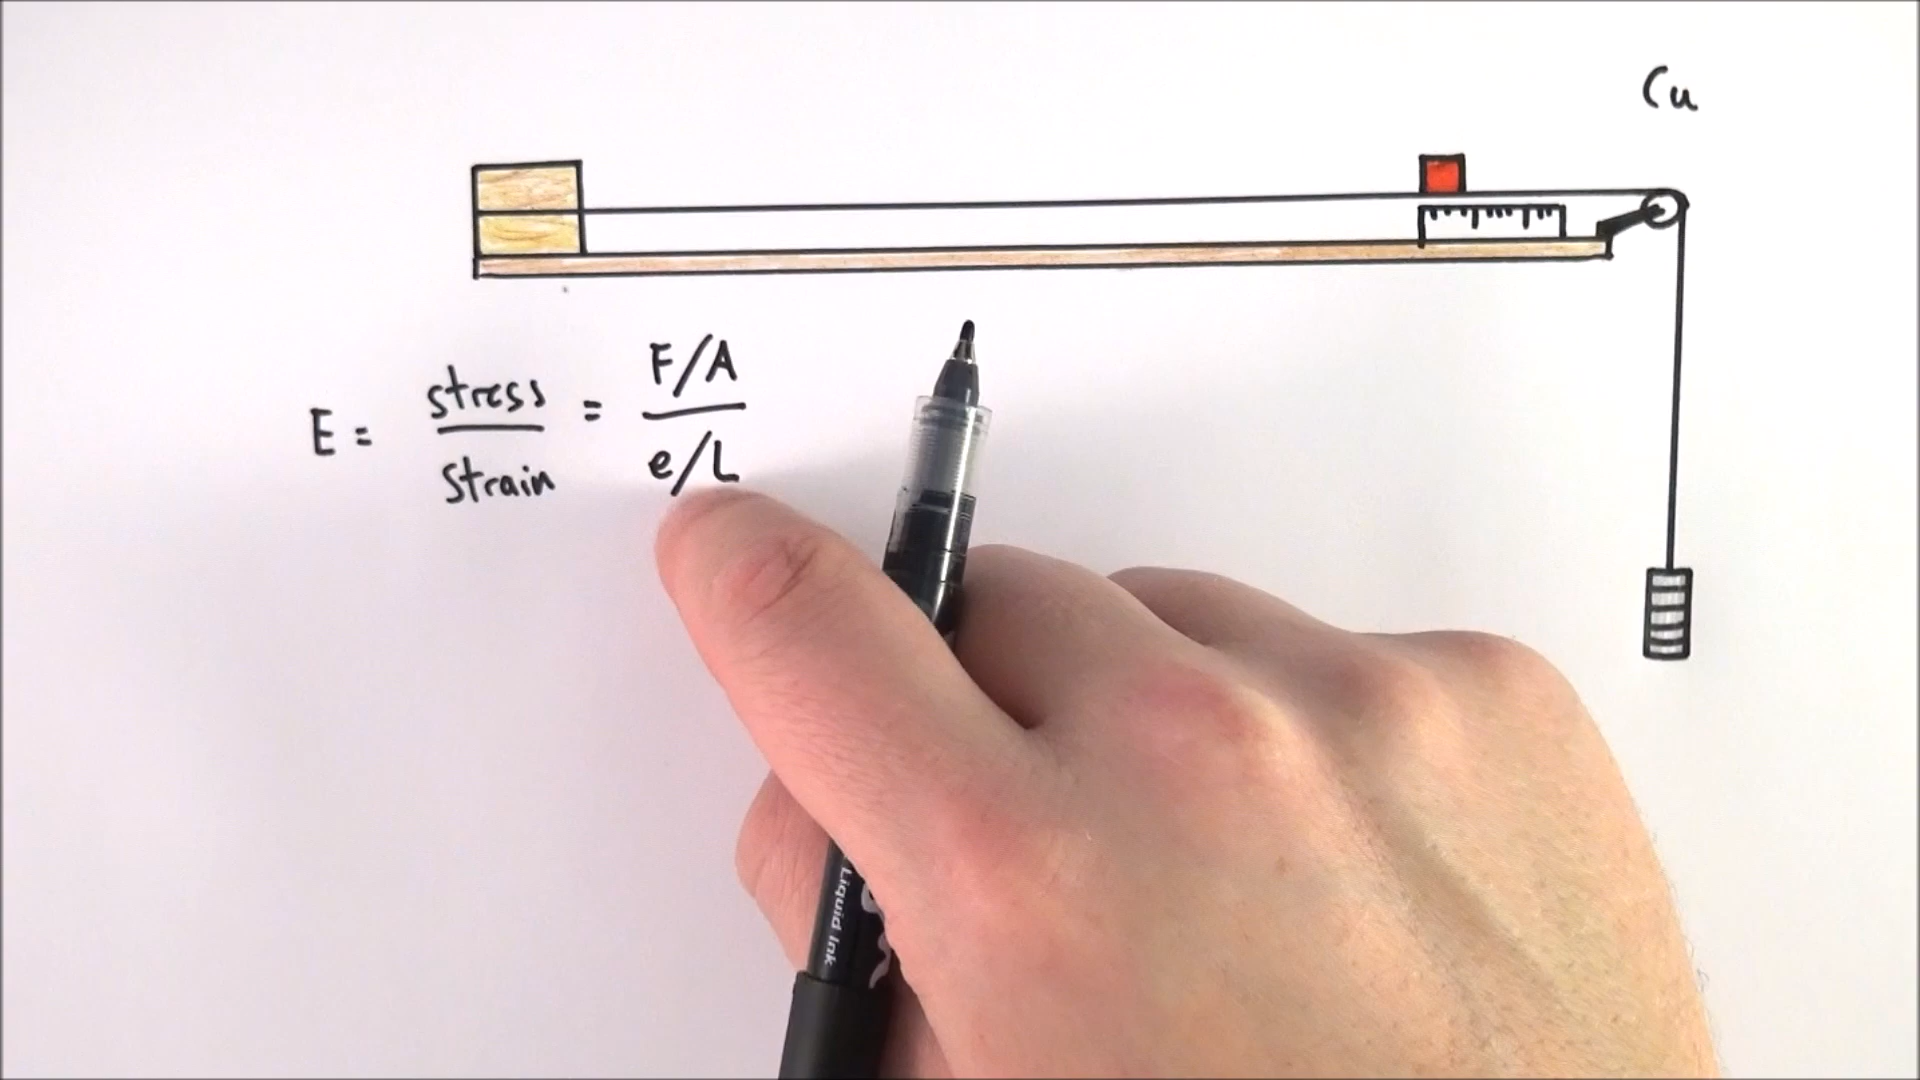 Cu
E = stress / strain = F/A / e/L
Liquid Ink